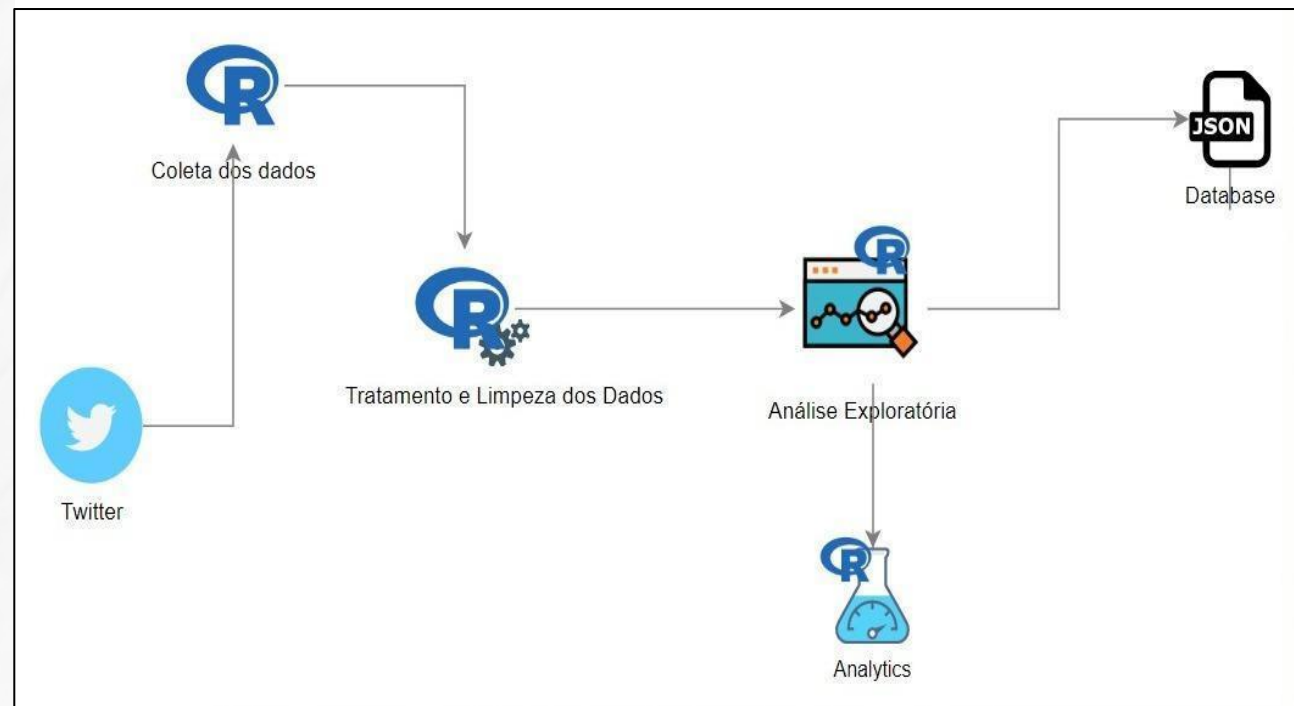 R
Coleta dos dados
R
Tratamento e Limpeza dos Dados
Twitter
R
Análise Exploratória
JSON
Database
R
Analytics